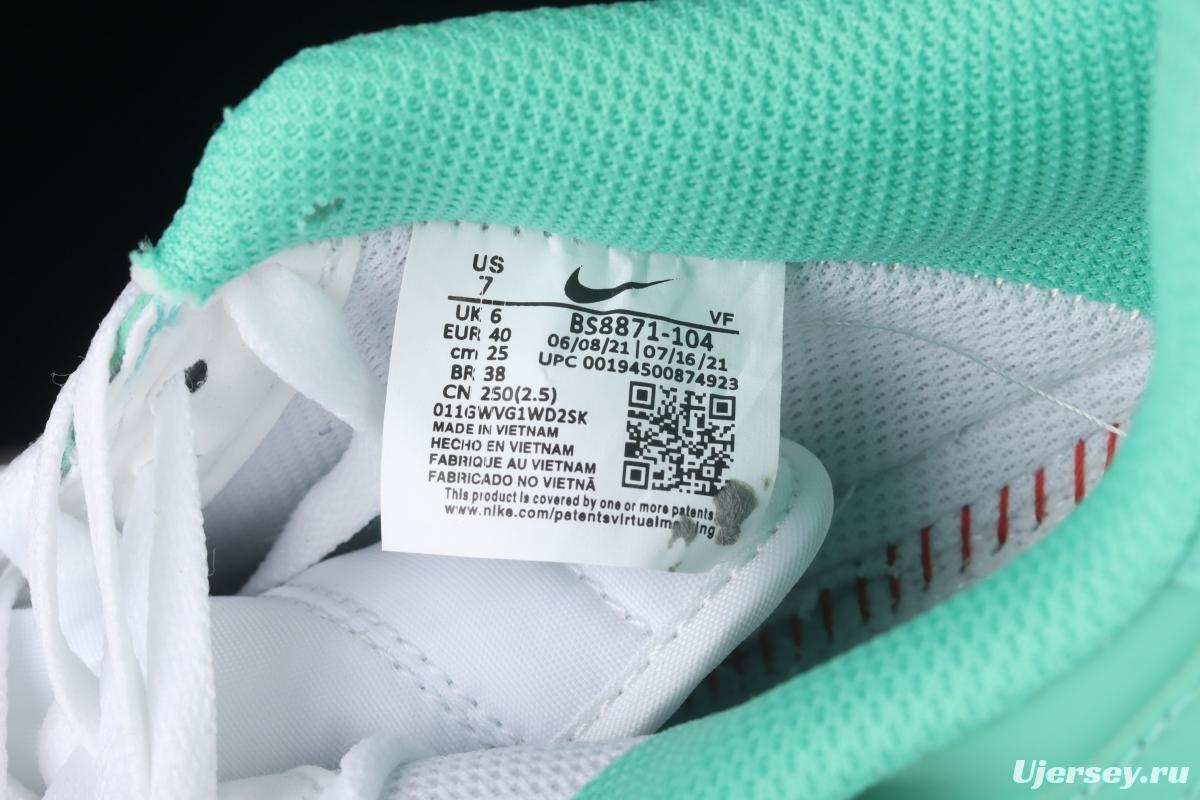 US
7
UK 6
EUR 40
cm 25
BR 38
CN 250(2.5)
VF
BS8871-104
06/08/21 | 07/16/21
UPC 00194500874923
011GWVG1WD2SK
MADE IN VIETNAM
HECHO EN VIETNAM
FABRIQUE AU VIETNAM
FABRICADO NO VIETNÃ
This product is covered by one or more patents
www.nike.com/patentsvirtualma
Ujersey.ru